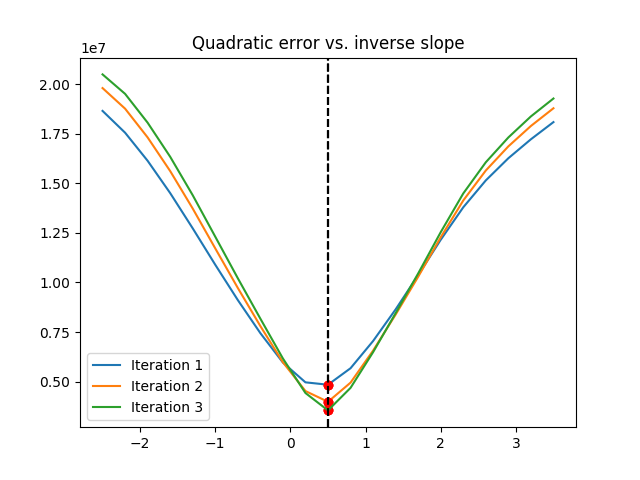 Quadratic error vs. inverse slope
1e7
2.00
1.75
1.50
1.25
1.00
0.75
0.50
−2 −1 0 1 2 3
Iteration 1
Iteration 2
Iteration 3